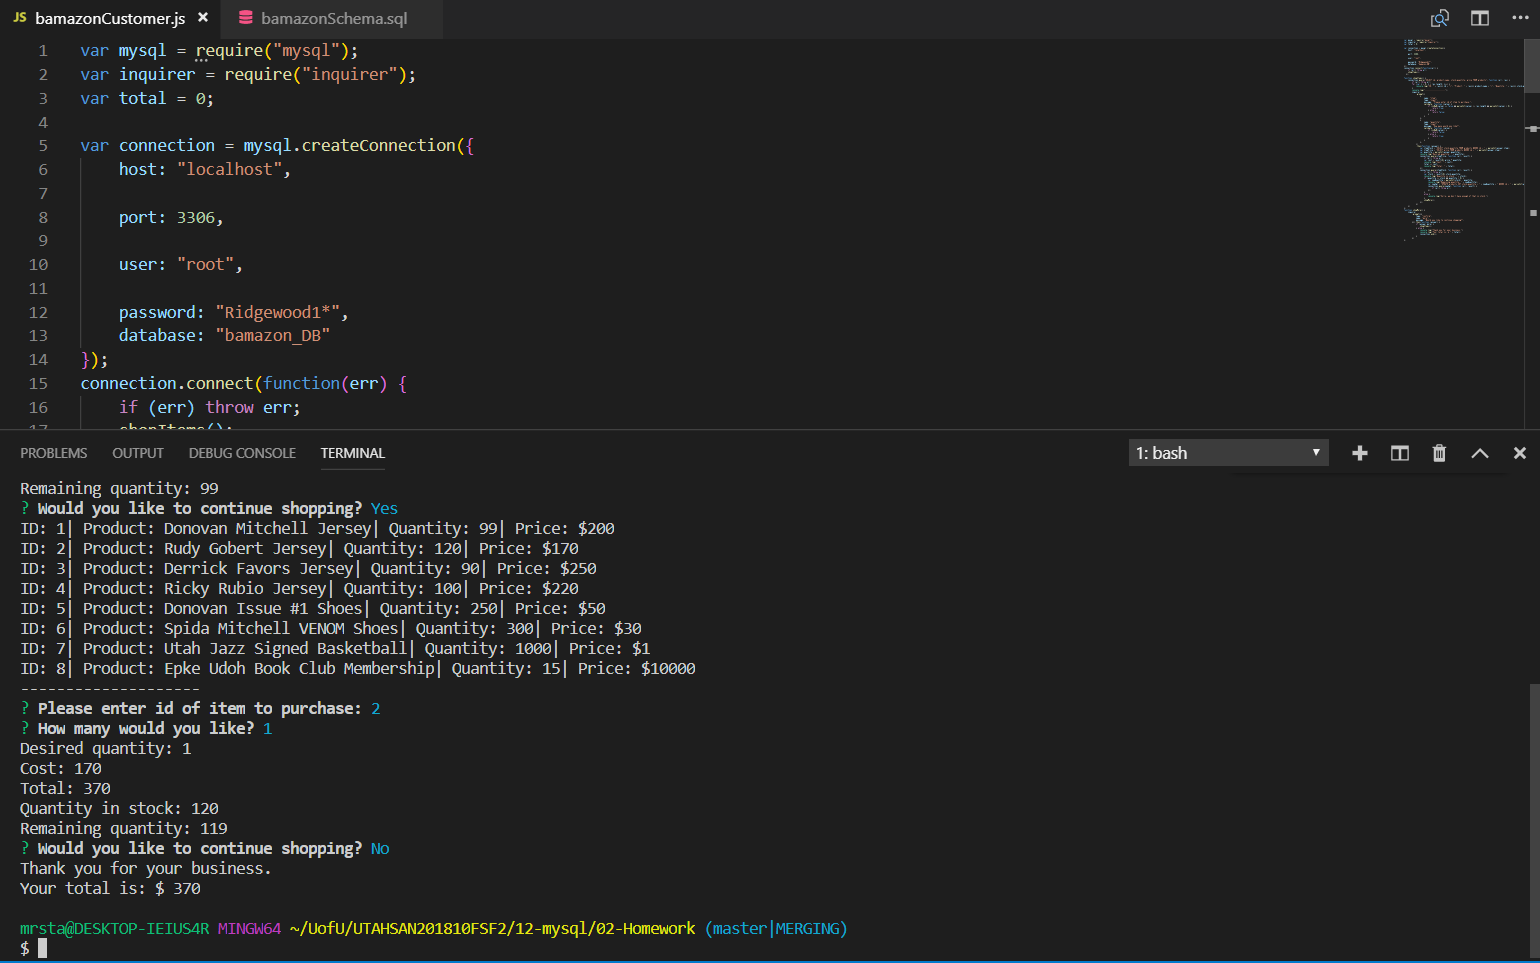 JS bamazonCustomer.js × bamazonSchema.sql
1 var mysql = require("mysql");
2 var inquirer = require("inquirer");
3 var total = 0;
4
5 var connection = mysql.createConnection({
6 host: "localhost",
7
8 port: 3306,
9
10 user: "root",
11
12 password: "Ridgewood1*",
13 database: "bamazon_DB"
14 });
15 connection.connect(function(err) {
16 if (err) throw err;
17 shopItems();
PROBLEMS OUTPUT DEBUG CONSOLE TERMINAL 1: bash
Remaining quantity: 99
? Would you like to continue shopping? Yes
ID: 1| Product: Donovan Mitchell Jersey| Quantity: 99| Price: $200
ID: 2| Product: Rudy Gobert Jersey| Quantity: 120| Price: $170
ID: 3| Product: Derrick Favors Jersey| Quantity: 90| Price: $250
ID: 4| Product: Ricky Rubio Jersey| Quantity: 100| Price: $220
ID: 5| Product: Donovan Issue #1 Shoes| Quantity: 250| Price: $50
ID: 6| Product: Spida Mitchell VENOM Shoes| Quantity: 300| Price: $30
ID: 7| Product: Utah Jazz Signed Basketball| Quantity: 1000| Price: $1
ID: 8| Product: Epke Udoh Book Club Membership| Quantity: 15| Price: $10000
--------------------
? Please enter id of item to purchase: 2
? How many would you like? 1
Desired quantity: 1
Cost: 170
Total: 370
Quantity in stock: 120
Remaining quantity: 119
? Would you like to continue shopping? No
Thank you for your business.
Your total is: $ 370
mrsta@DESKTOP-IEIUS4R MINGW64 ~/UofU/UTAHSAN201810FSF2/12-mysql/02-Homework (master|MERGING)
$